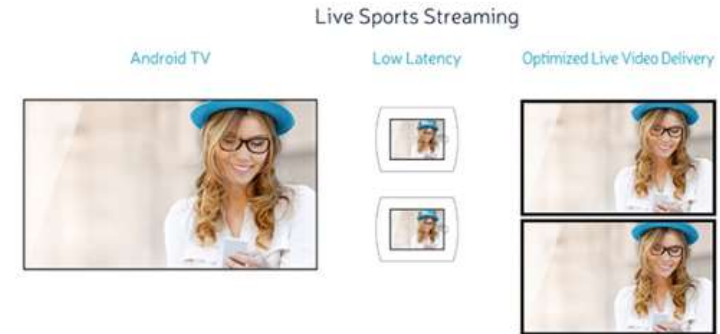 Live Sports Streaming
Android TV
Low Latency
Optimized Live Video Delivery